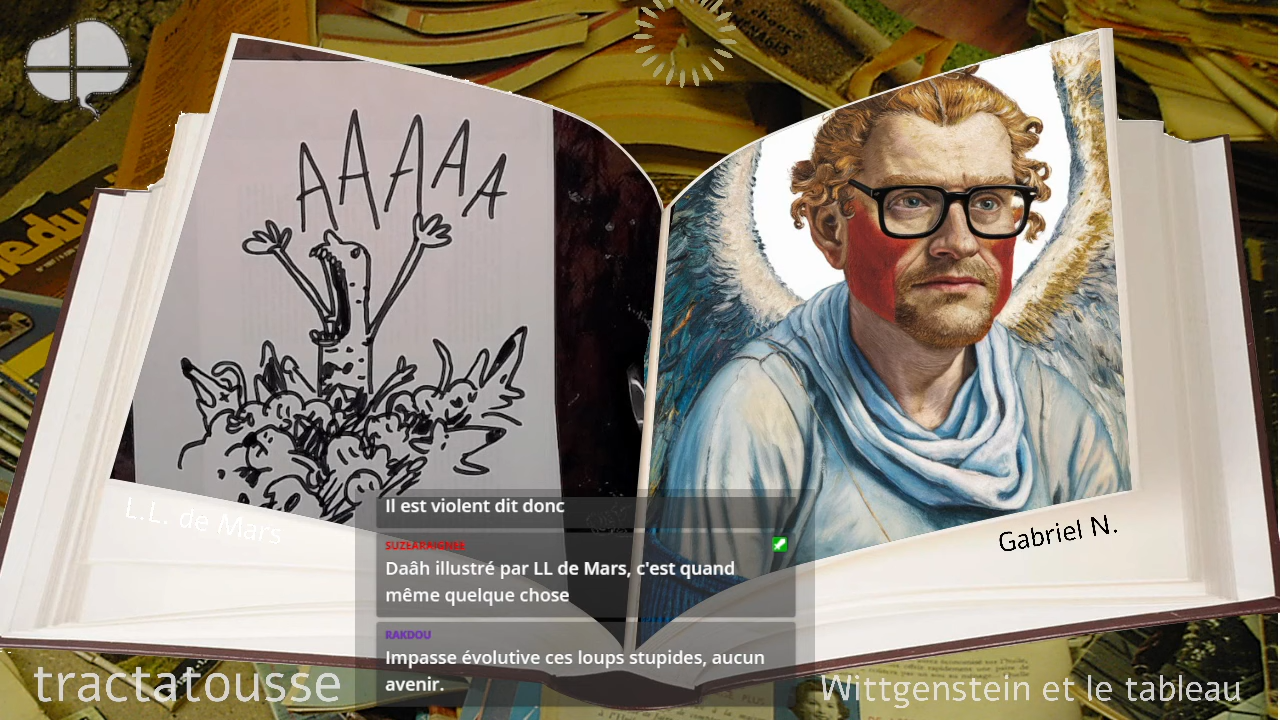 AAAAA
L.L. de Mars
Gabriel N.
Il est violent dit donc
SUZLARAIGNEE
Daâh illustré par LL de Mars, c'est quand
même quelque chose
RAKDOU
Impasse évolutive ces loups stupides, aucun
avenir.
tractatousse
Wittgenstein et le tableau